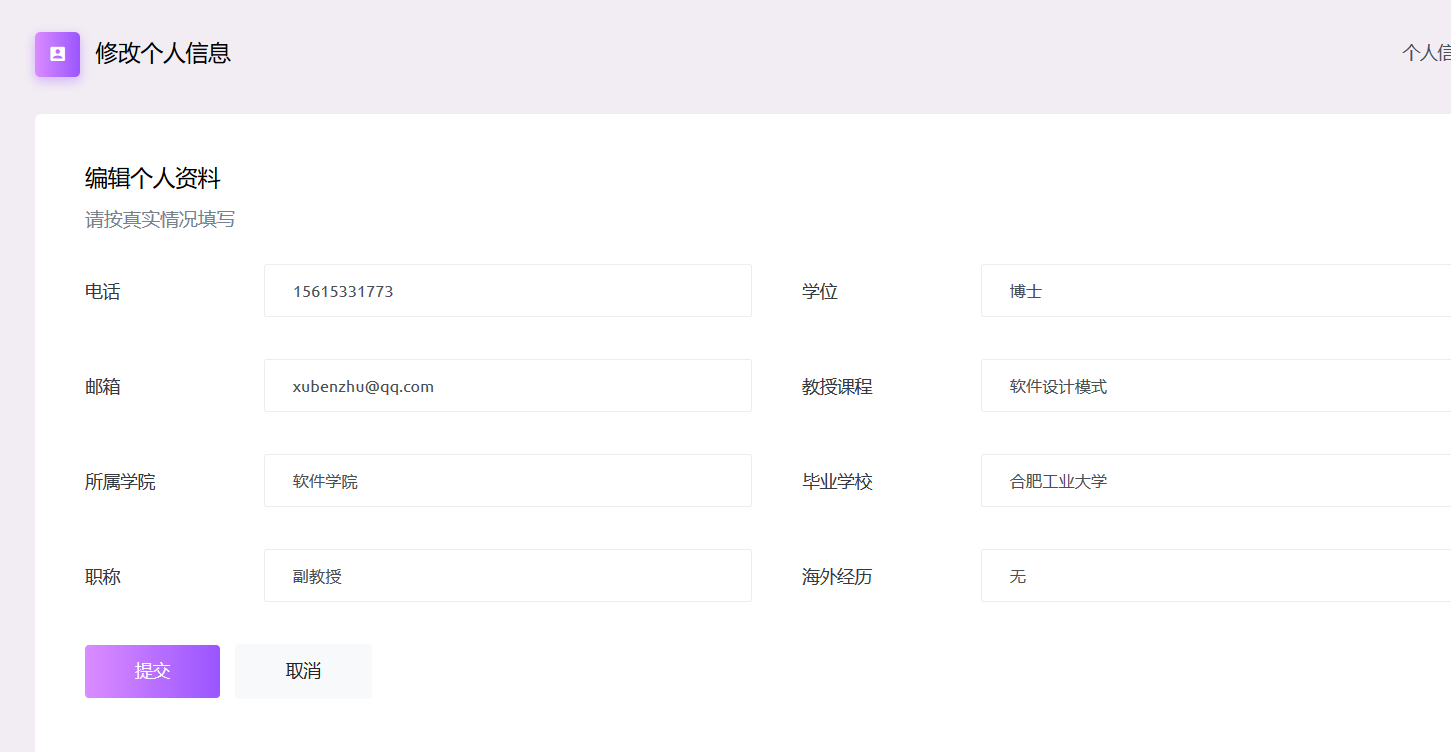 修改个人信息
个人信
编辑个人资料
请按真实情况填写
电话 15615331773 学位 博士
邮箱 xubenzhu@qq.com 教授课程 软件设计模式
所属学院 软件学院 毕业学校 合肥工业大学
职称 副教授 海外经历 无
提交 取消